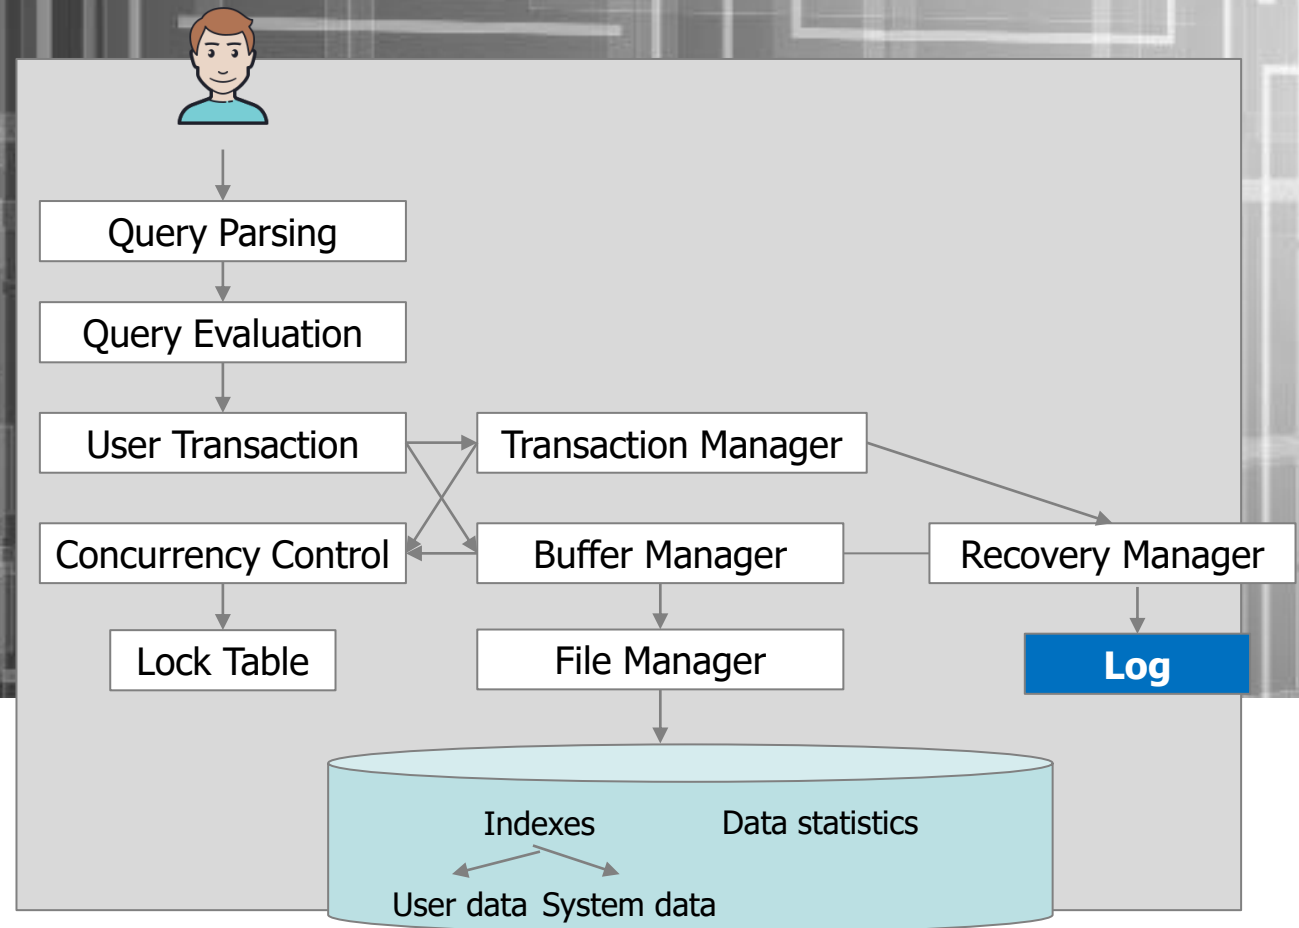 Query Parsing
Query Evaluation
User Transaction
Transaction Manager
Concurrency Control
Buffer Manager
Recovery Manager
Lock Table
File Manager
Log
Indexes
Data statistics
User data
System data